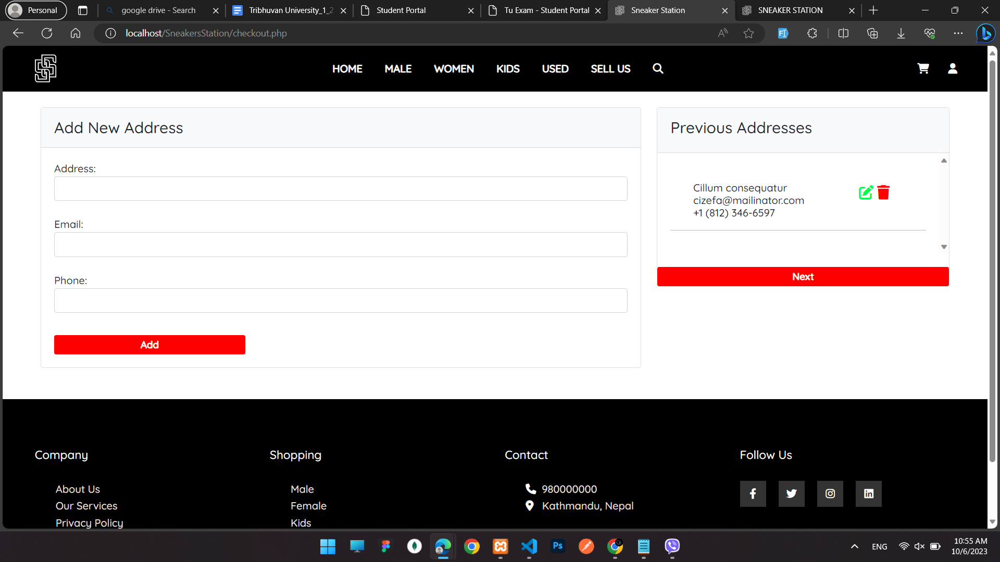 Personal
google drive - Search
Tribhuvan University_1_2
Student Portal
Tu Exam - Student Portal
Sneaker Station
SNEAKER STATION
localhost/SneakersStation/checkout.php
HOME
MALE
WOMEN
KIDS
USED
SELL US
Add New Address
Address:
Email:
Phone:
Add
Previous Addresses
Cillum consequatur
cizefa@mailinator.com
+1 (812) 346-6597
Next
Company
About Us
Our Services
Privacy Policy
Shopping
Male
Female
Kids
Contact
980000000
Kathmandu, Nepal
Follow Us
Ps
ENG
10:55 AM
10/6/2023